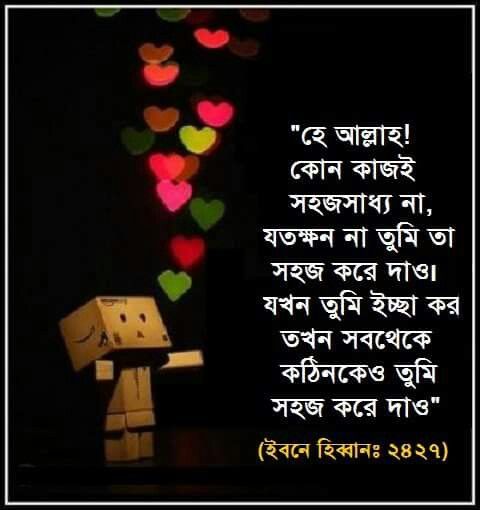 "হে আল্লাহ!
কোন কাজই
সহজসাধ্য না,
যতক্ষন না তুমি তা
সহজ করে দাও।
যখন তুমি ইচ্ছা কর
তখন সবথেকে
কঠিনকেও তুমি
সহজ করে দাও"
(ইবনে হিব্বানঃ ২৪২৭)